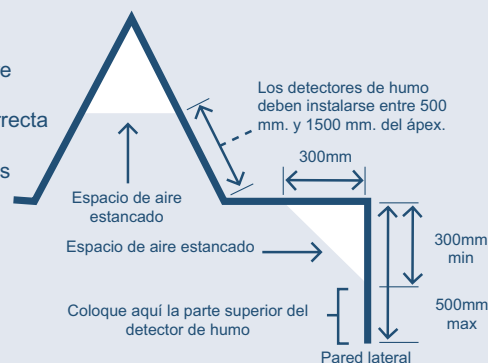 e
rrecta
s
Los detectores de humo
deben instalarse entre 500
mm. y 1500 mm. del ápex.
300mm
Espacio de aire
estancado
Espacio de aire estancado
300mm
min
500mm
max
Coloque aquí la parte superior del
detector de humo
Pared lateral